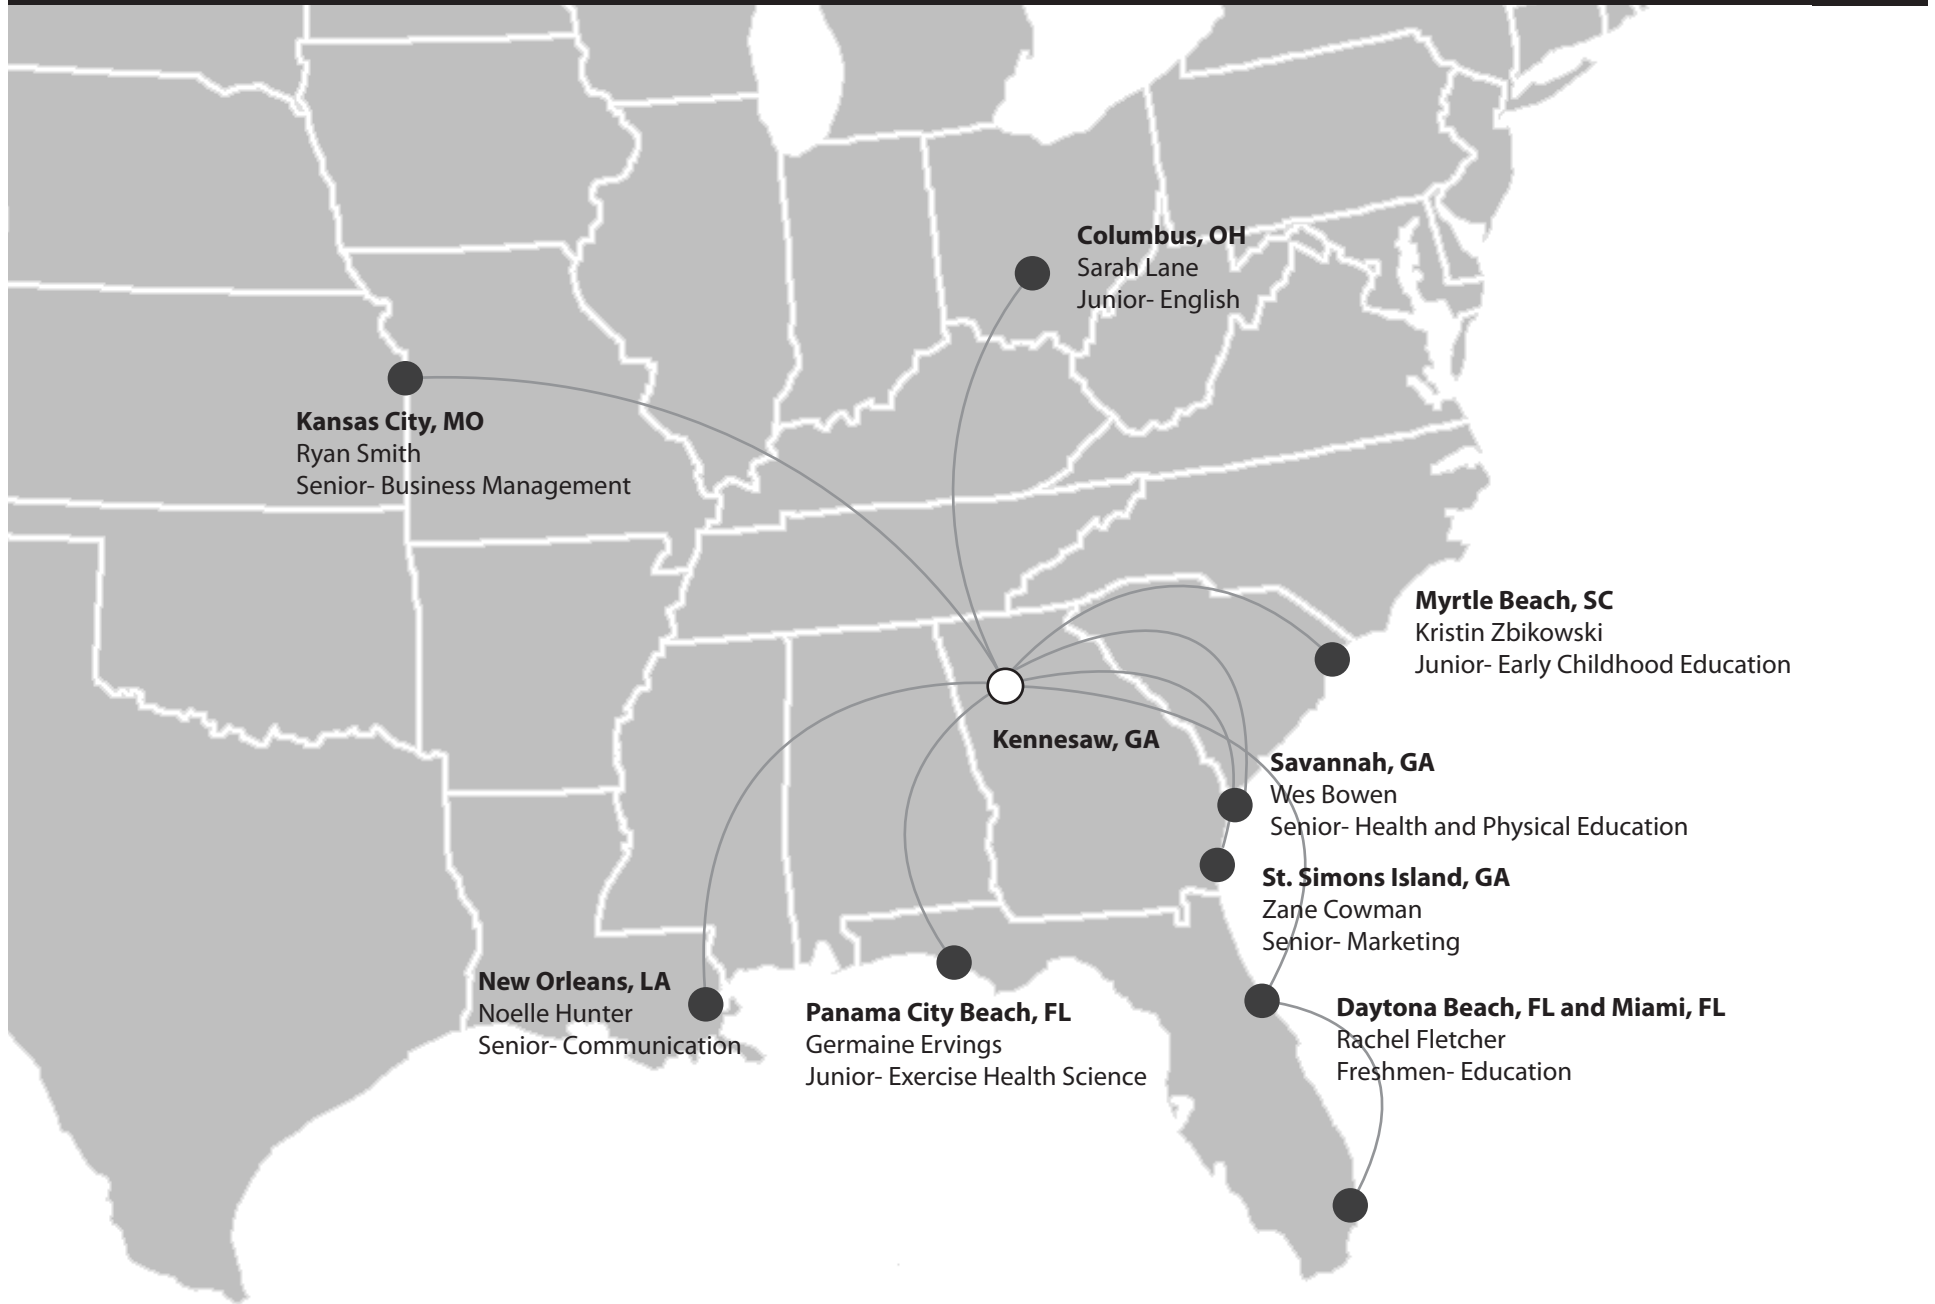 Columbus, OH
Sarah Lane
Junior- English
Kansas City, MO
Ryan Smith
Senior- Business Management
Myrtle Beach, SC
Kristin Zbikowski
Junior- Early Childhood Education
Kennesaw, GA
Savannah, GA
Wes Bowen
Senior- Health and Physical Education
St. Simons Island, GA
Zane Cowman
Senior- Marketing
New Orleans, LA
Noelle Hunter
Senior- Communication
Panama City Beach, FL
Germaine Ervings
Junior- Exercise Health Science
Daytona Beach, FL and Miami, FL
Rachel Fletcher
Freshmen- Education